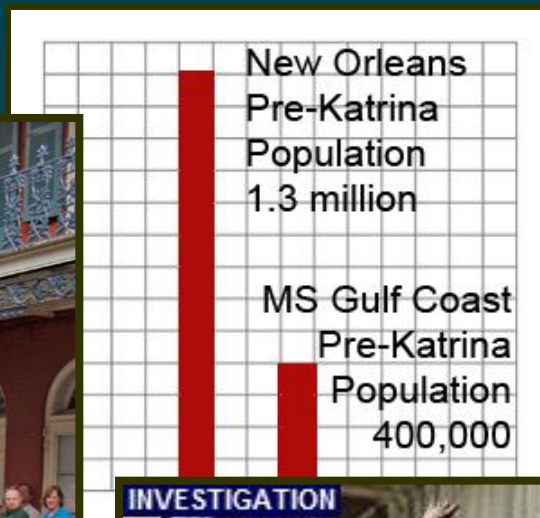 New Orleans
Pre-Katrina
Population
1.3 million
MS Gulf Coast
Pre-Katrina
Population
400,000
INVESTIGATION